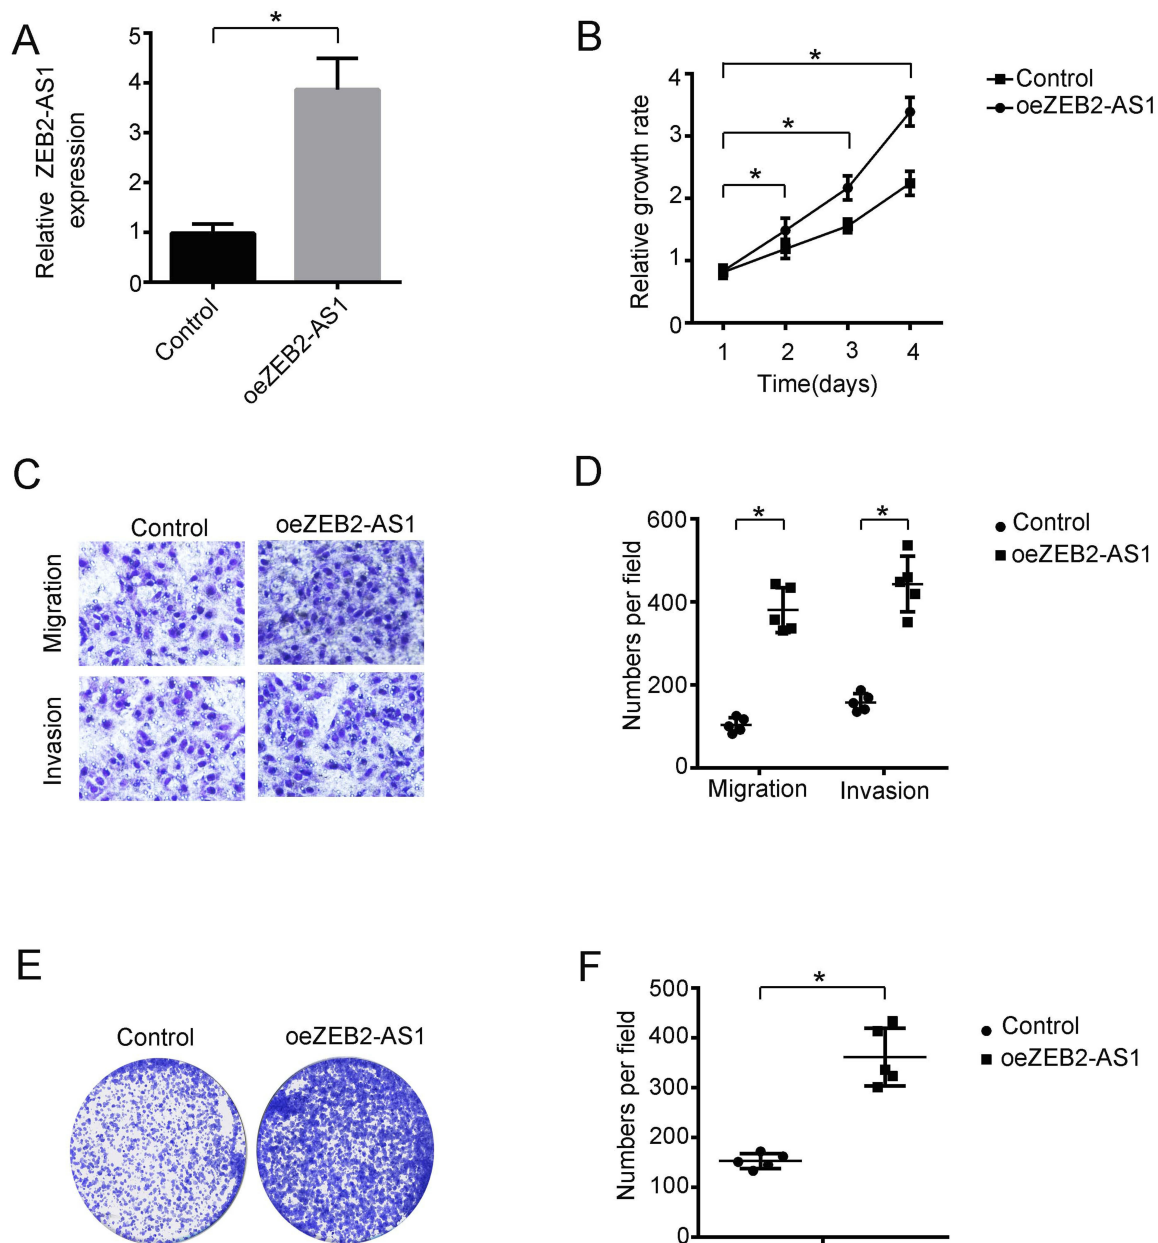 A
Relative ZEB2-AS1
expression
5
4
3
2
1
0
*
Control
oeZEB2-AS1
B
Relative growth rate
4
3
2
1
0
*
*
*
1 2 3 4
Time(days)
Control
oeZEB2-AS1
C
Control oeZEB2-AS1
Migration
Invasion
D
Numbers per field
600
400
200
0
* *
Migration Invasion
Control
oeZEB2-AS1
E
Control oeZEB2-AS1
F
Numbers per field
500
400
300
150
100
0
*
Control
oeZEB2-AS1